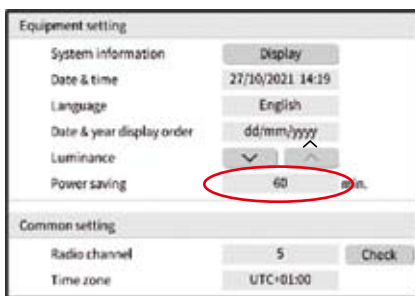 Equipment setting
System information Display
Date & time 27/10/2021 14:19
Language English
Date & year display order dd/mm/yyyy
Luminance
Power saving 60 min.
Common setting
Radio channel 5 Check
Time zone UTC+01:00